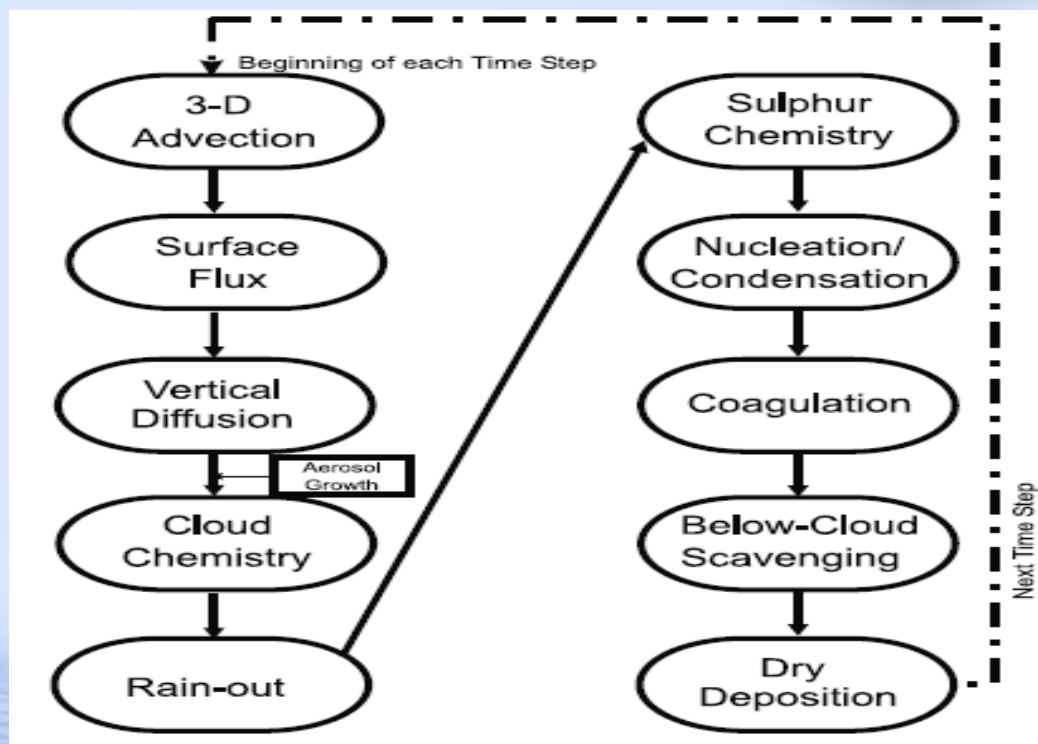 Beginning of each Time Step
3-D
Advection
Surface
Flux
Vertical
Diffusion
Aerosol
Growth
Cloud
Chemistry
Rain-out
Sulphur
Chemistry
Nucleation/
Condensation
Coagulation
Below-Cloud
Scavenging
Dry
Deposition
Next Time Step